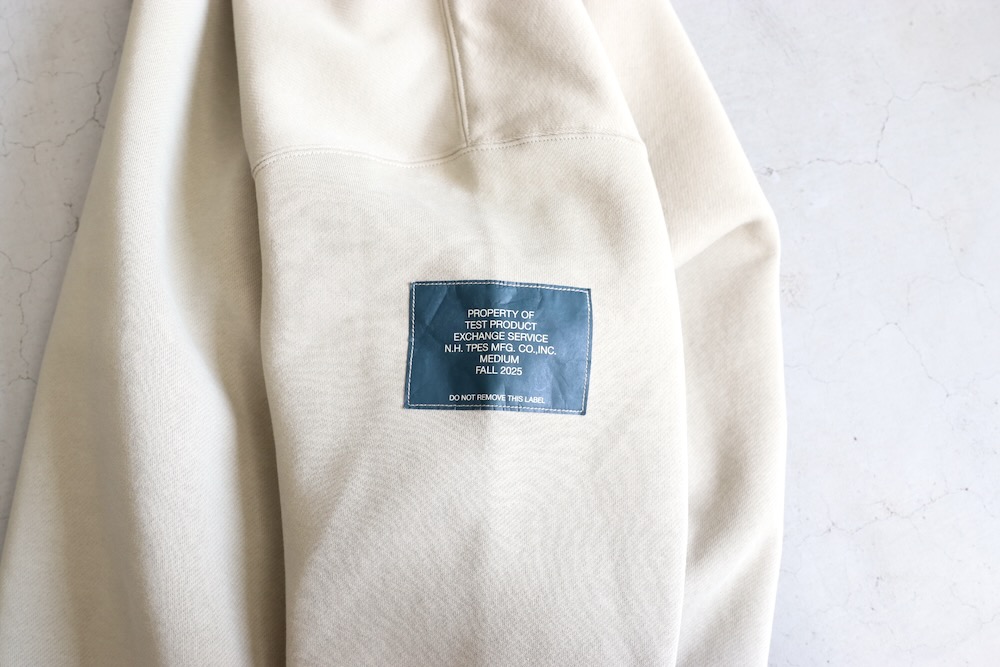 PROPERTY OF
TEST PRODUCT
EXCHANGE SERVICE
N.H. TPES MFG. CO.,INC.
MEDIUM
FALL 2025
DO NOT REMOVE THIS LABEL